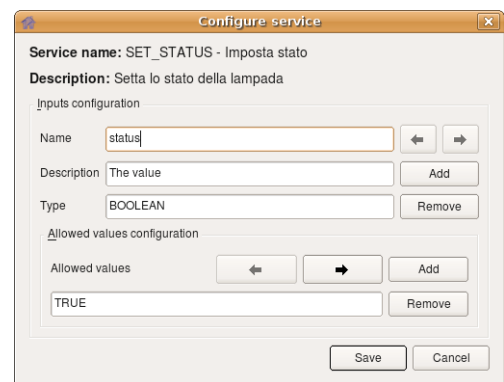 Configure service
Service name: SET_STATUS - Imposta stato
Description: Setta lo stato della lampada
Inputs configuration
Name status
Description The value Add
Type BOOLEAN Remove
Allowed values configuration
Allowed values Add
TRUE Remove
Save Cancel